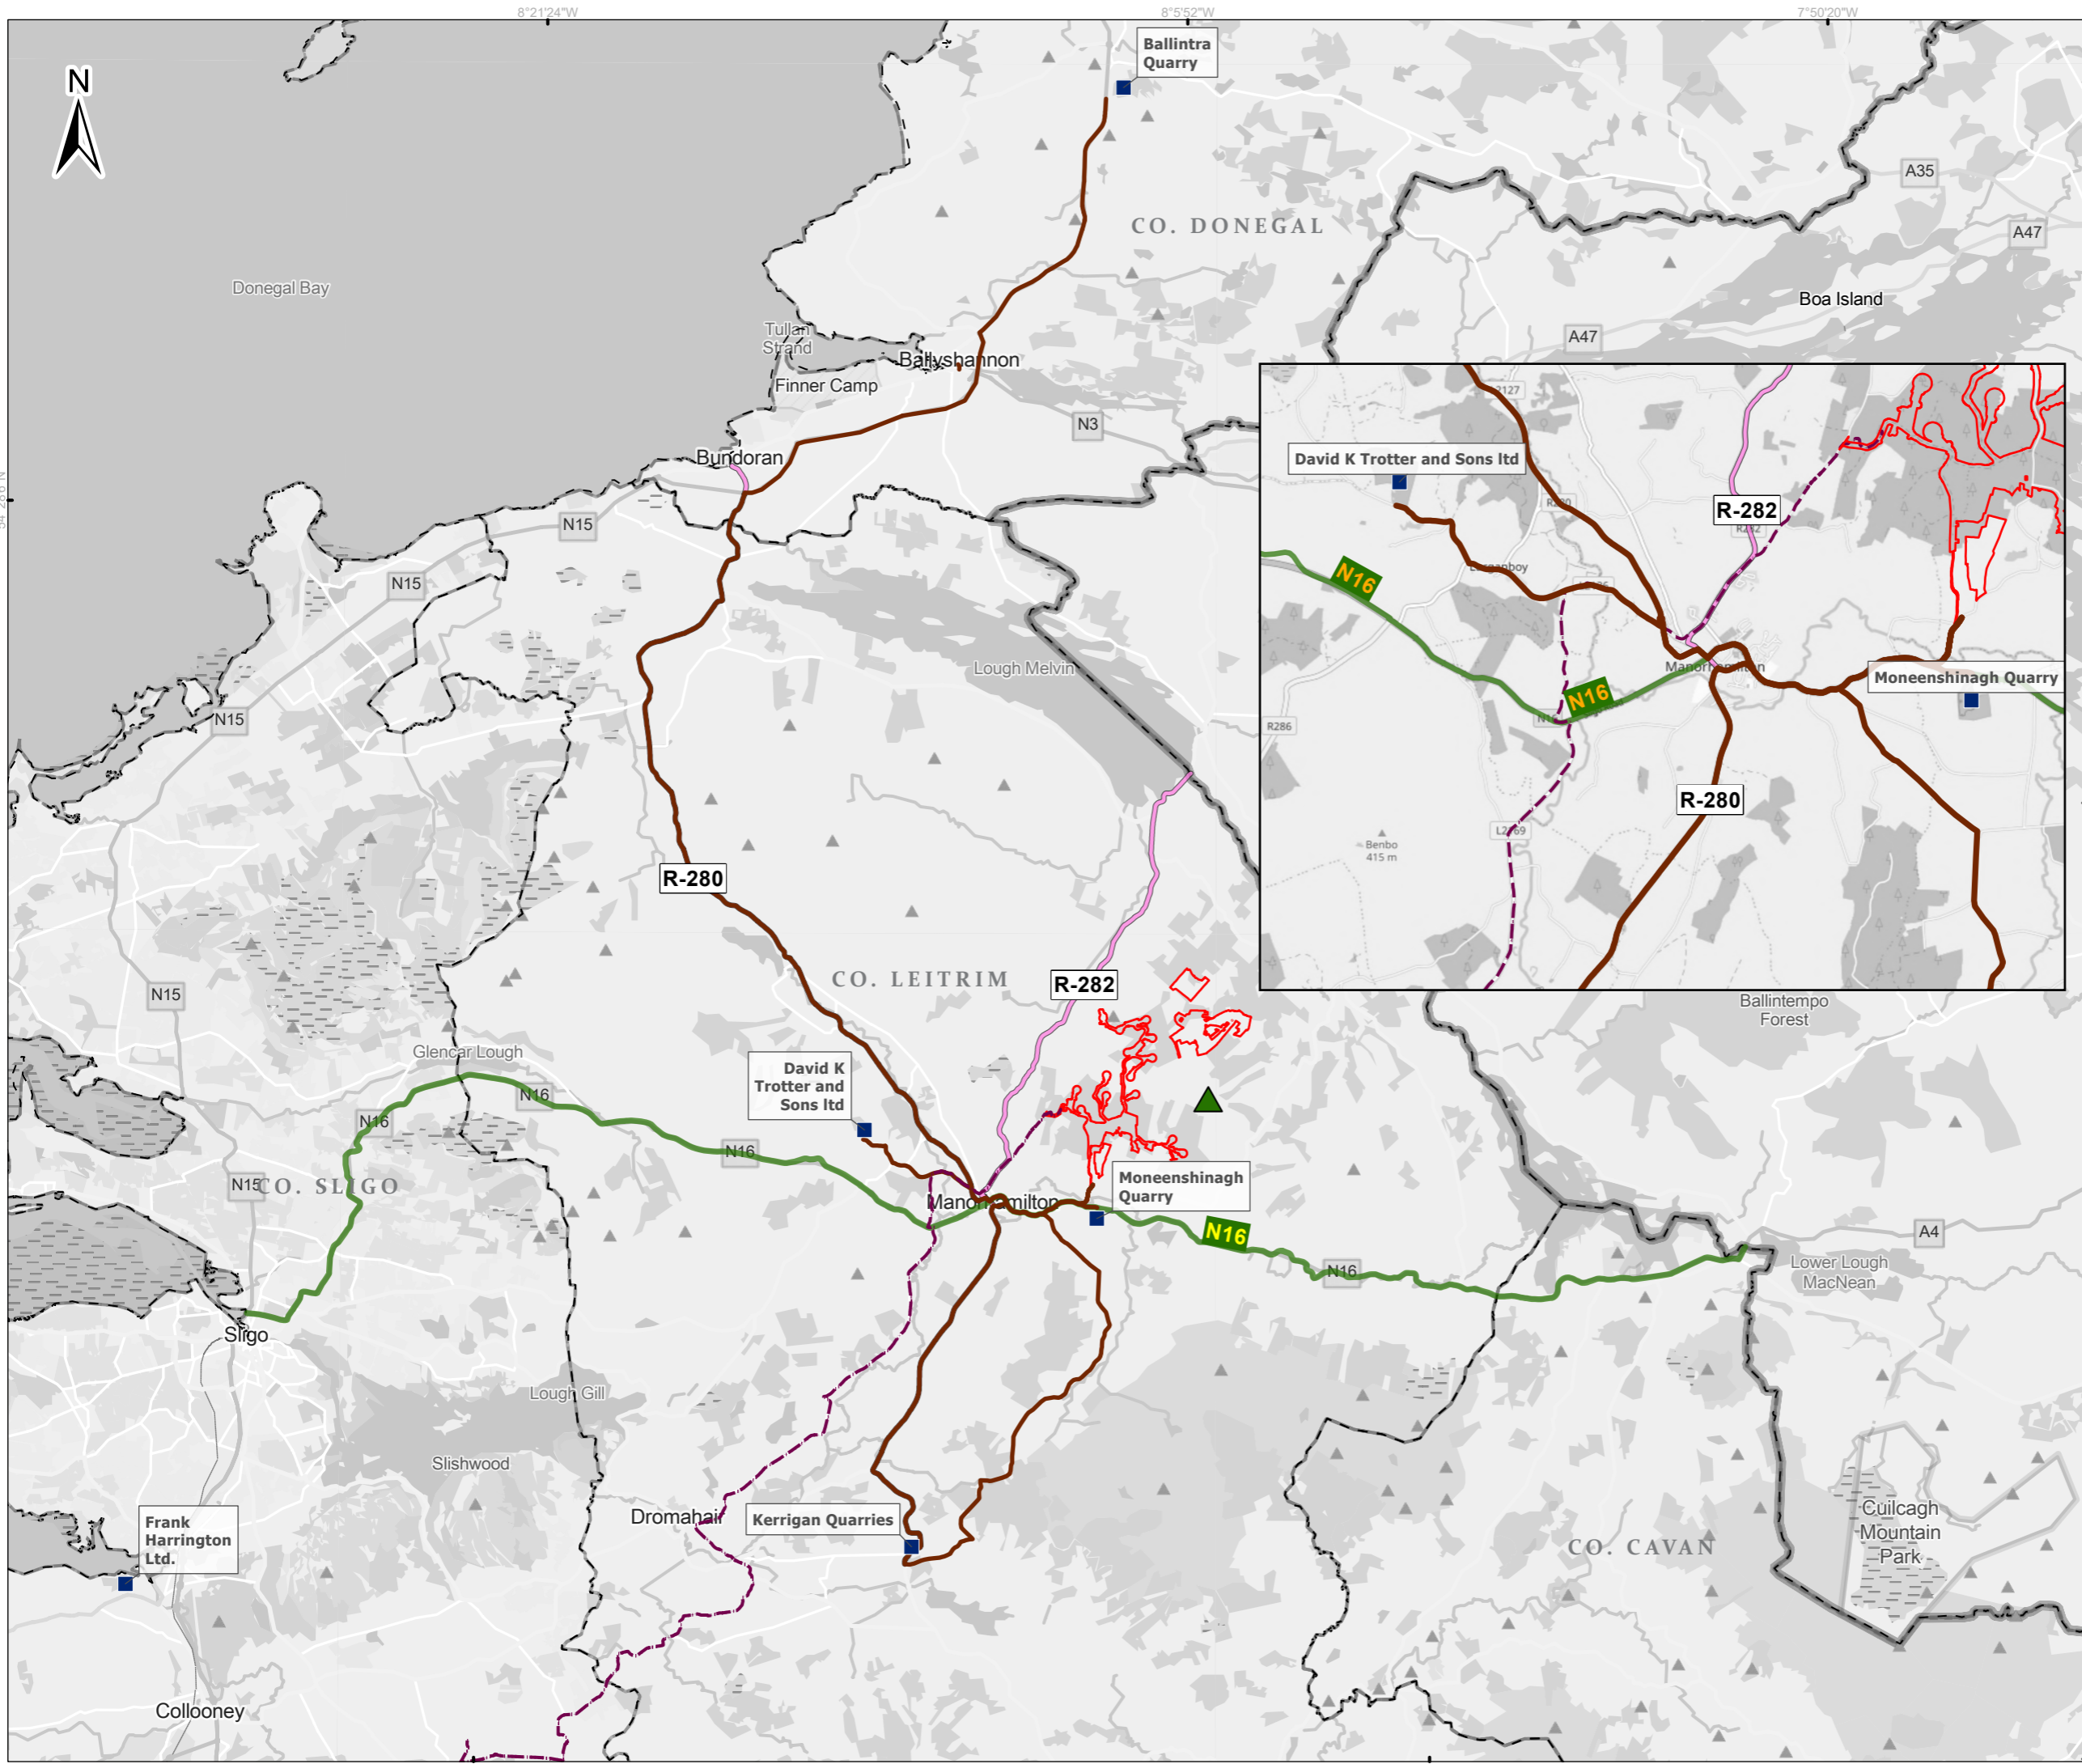 8°21'24"W
8°5'52"W
7°50'20"W
N
Ballintra
Quarry
A35
CO. DONEGAL
A47
Donegal Bay
Boa Island
Tullan
Strand
A47
Ballyshannon
Finner Camp
N3
Bundoran
N15
N15
Lough Melvin
N15
R-280
CO. LEITRIM
R-282
N15
Ballintempo
Forest
Glencar Lough
David K
Trotter and
Sons ltd
N16
N16
N16
Moneenshinagh
Quarry
N15
CO. SLIGO
Manorhamilton
N16
A4
N16
Lower Lough
MacNean
Sligo
Lough Gill
Slishwood
Cuilcagh
Mountain
Park
Dromahair
Kerrigan Quarries
Frank
Harrington
Ltd.
CO. CAVAN
Collooney
David K Trotter and Sons ltd
R-282
R282
N16
Manorhamilton
Moneenshinagh Quarry
N16
R286
R-280
Benbo
415 m